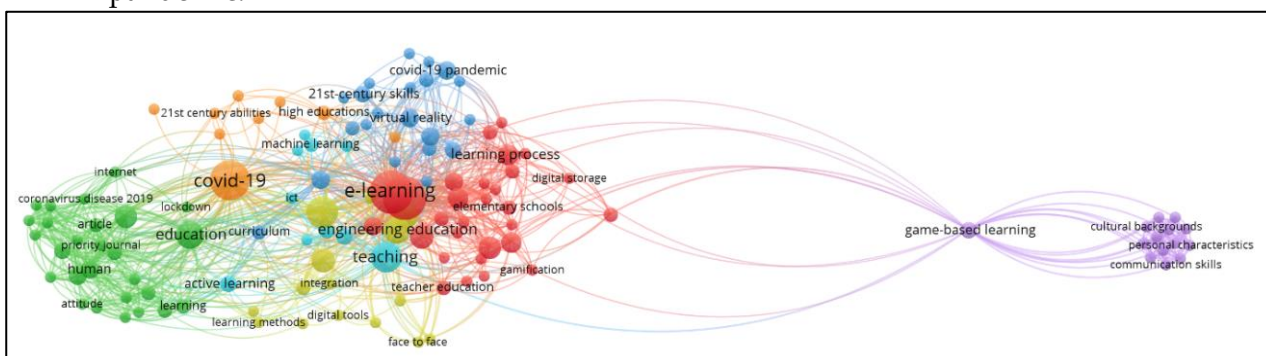 covid-19 pandemic
21st-century skills
21st century abilities
high educations
virtual reality
machine learning
learning process
internet
covid-19
e-learning
digital storage
coronavirus disease 2019
lockdown
ict
elementary schools
article
education
curriculum
engineering education
game-based learning
cultural backgrounds
priority journal
personal characteristics
human
teaching
communication skills
active learning
integration
teacher education
gamification
attitude
learning
learning methods
digital tools
face to face